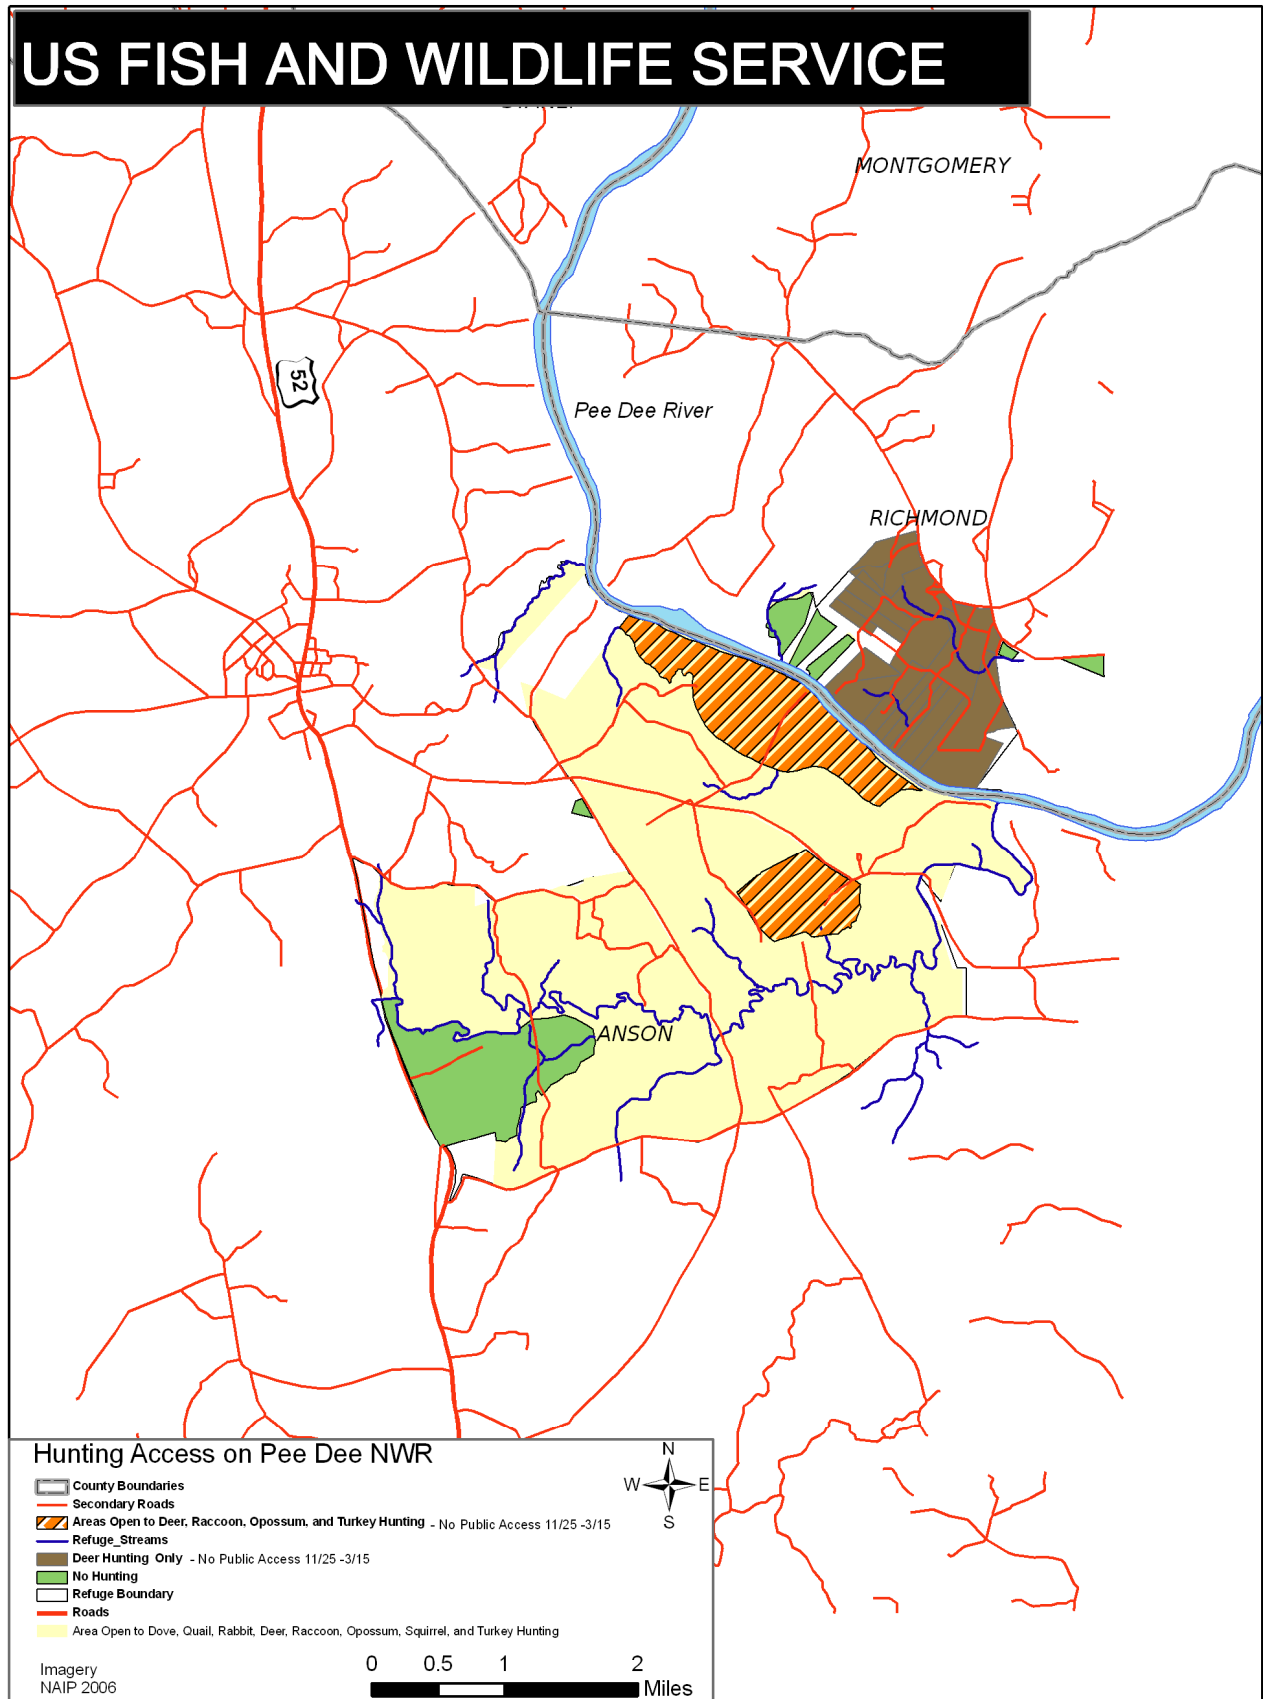 US FISH AND WILDLIFE SERVICE
MONTGOMERY
52
Pee Dee River
RICHMOND
ANSON
Hunting Access on Pee Dee NWR
N
W E
S
County Boundaries
Secondary Roads
Areas Open to Deer, Raccoon, Opossum, and Turkey Hunting - No Public Access 11/25 -3/15
Refuge_Streams
Deer Hunting Only - No Public Access 11/25 -3/15
No Hunting
Refuge Boundary
Roads
Area Open to Dove, Quail, Rabbit, Deer, Raccoon, Opossum, Squirrel, and Turkey Hunting
Imagery
NAIP 2006
0 0.5 1 2
Miles